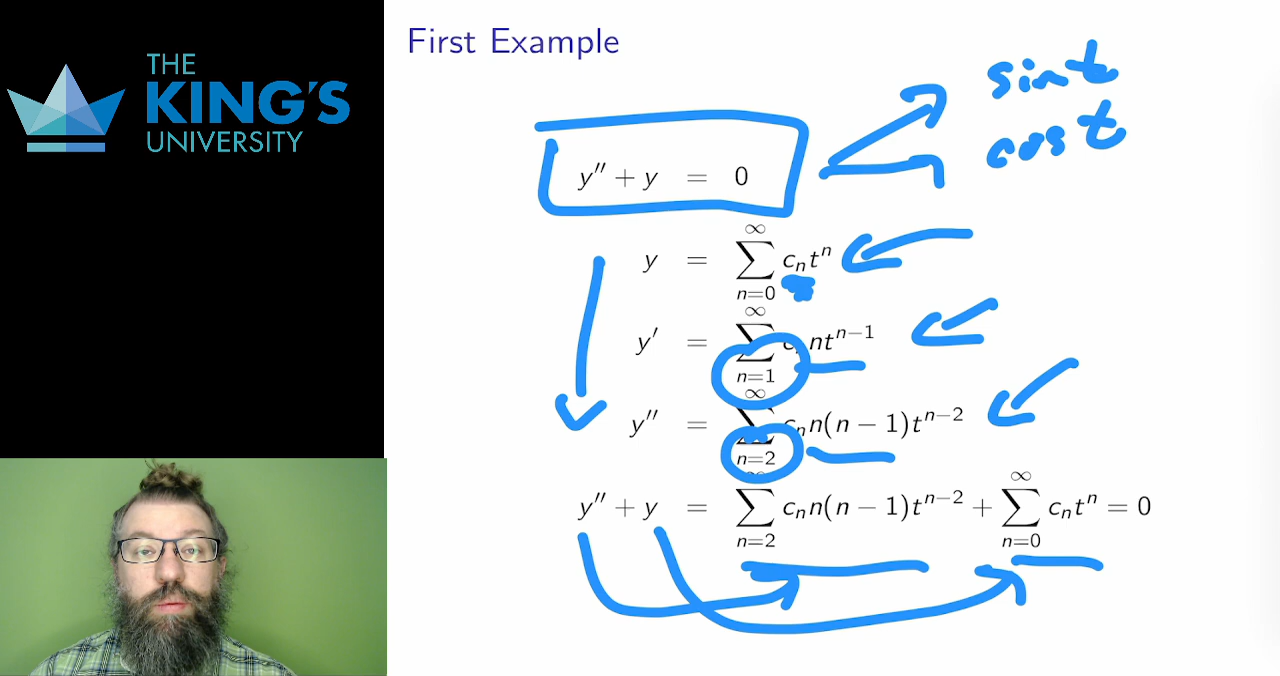 THE
KING'S
UNIVERSITY
First Example
sin t
cos t
y'' + y = 0
y = ∑_{n=0}^{∞} c_n t^n
y' = ∑_{n=1}^{∞} c_n n t^{n−1}
y'' = ∑_{n=2}^{∞} c_n n(n − 1)t^{n−2}
y'' + y = ∑_{n=2}^{∞} c_n n(n − 1)t^{n−2} + ∑_{n=0}^{∞} c_n t^n = 0